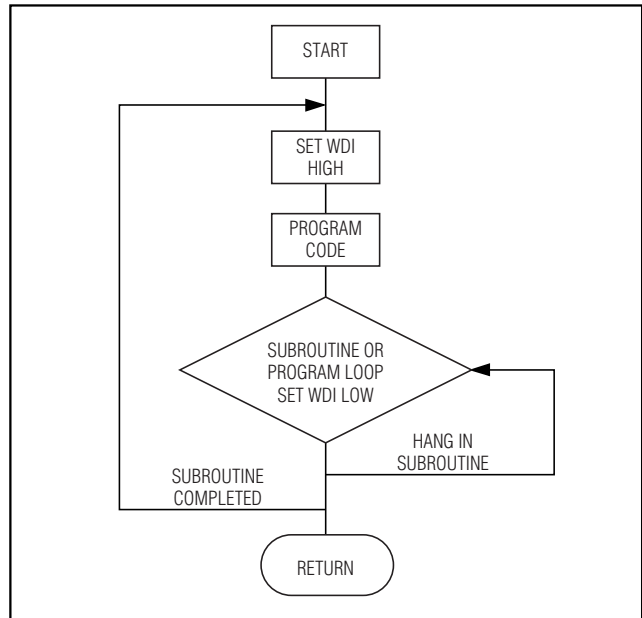 START
SET WDI
HIGH
PROGRAM
CODE
SUBROUTINE OR
PROGRAM LOOP
SET WDI LOW
HANG IN
SUBROUTINE
SUBROUTINE
COMPLETED
RETURN